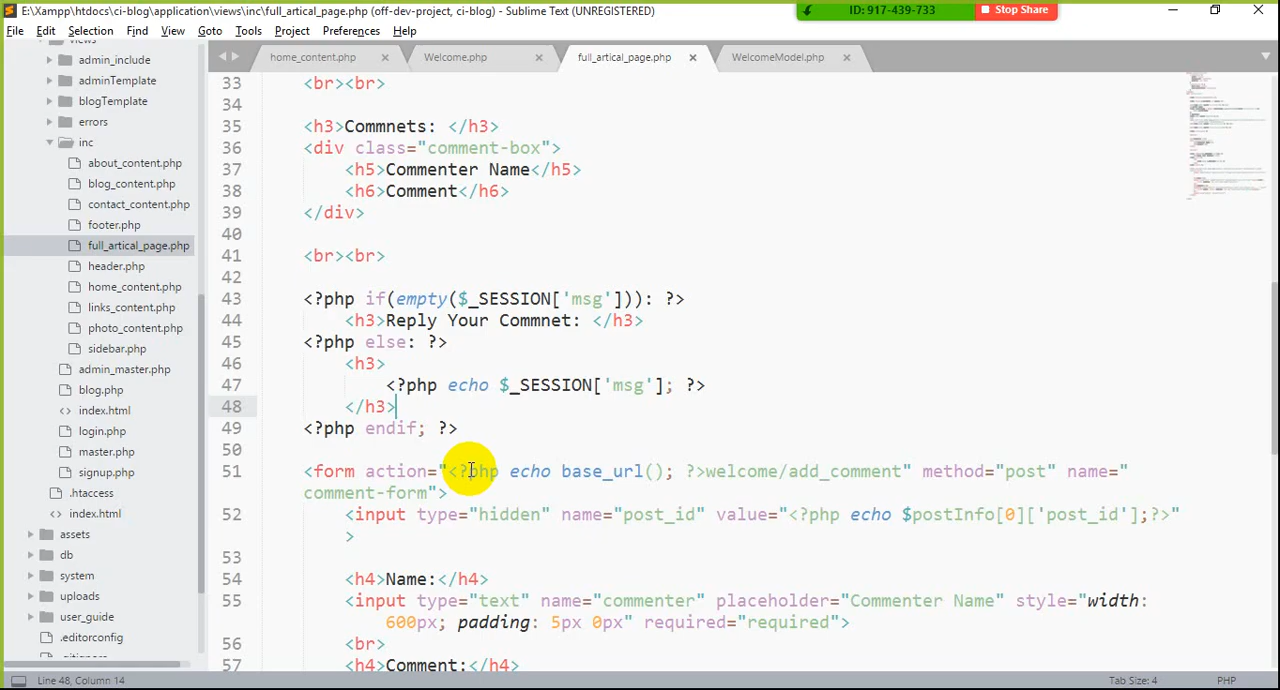 E:\Xampp\htdocs\ci-blog\application\views\inc\full_artical_page.php (off-dev-project, ci-blog) - Sublime Text (UNREGISTERED)
ID: 917-439-733
Stop Share
File Edit Selection Find View Goto Tools Project Preferences Help
views
admin_include
adminTemplate
blogTemplate
errors
inc
about_content.php
blog_content.php
contact_content.php
footer.php
full_artical_page.php
header.php
home_content.php
links_content.php
photo_content.php
sidebar.php
admin_master.php
blog.php
index.html
login.php
master.php
signup.php
.htaccess
index.html
assets
db
system
uploads
user_guide
.editorconfig
.gitignore
home_content.php Welcome.php full_artical_page.php WelcomeModel.php
33 <br><br>
34
35 <h3>Commnets: </h3>
36 <div class="comment-box">
37 <h5>Commenter Name</h5>
38 <h6>Comment</h6>
39 </div>
40
41 <br><br>
42
43 <?php if(empty($_SESSION['msg'])): ?>
44 <h3>Reply Your Commnet: </h3>
45 <?php else: ?>
46 <h3>
47 <?php echo $_SESSION['msg']; ?>
48 </h3>
49 <?php endif; ?>
50
51 <form action="<?php echo base_url(); ?>welcome/add_comment" method="post" name="
comment-form">
52 <input type="hidden" name="post_id" value="<?php echo $postInfo[0]['post_id'];?>"
>
53
54 <h4>Name:</h4>
55 <input type="text" name="commenter" placeholder="Commenter Name" style="width:
600px; padding: 5px 0px" required="required">
56 <br>
57 <h4>Comment:</h4>
Line 48, Column 14
Tab Size: 4
PHP